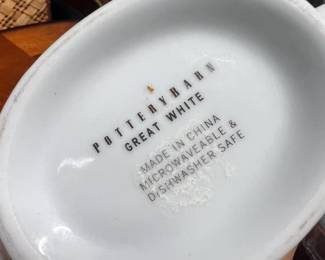 POTTERYBARN
GREAT WHITE
MADE IN CHINA
MICROWAVEABLE &
DISHWASHER SAFE